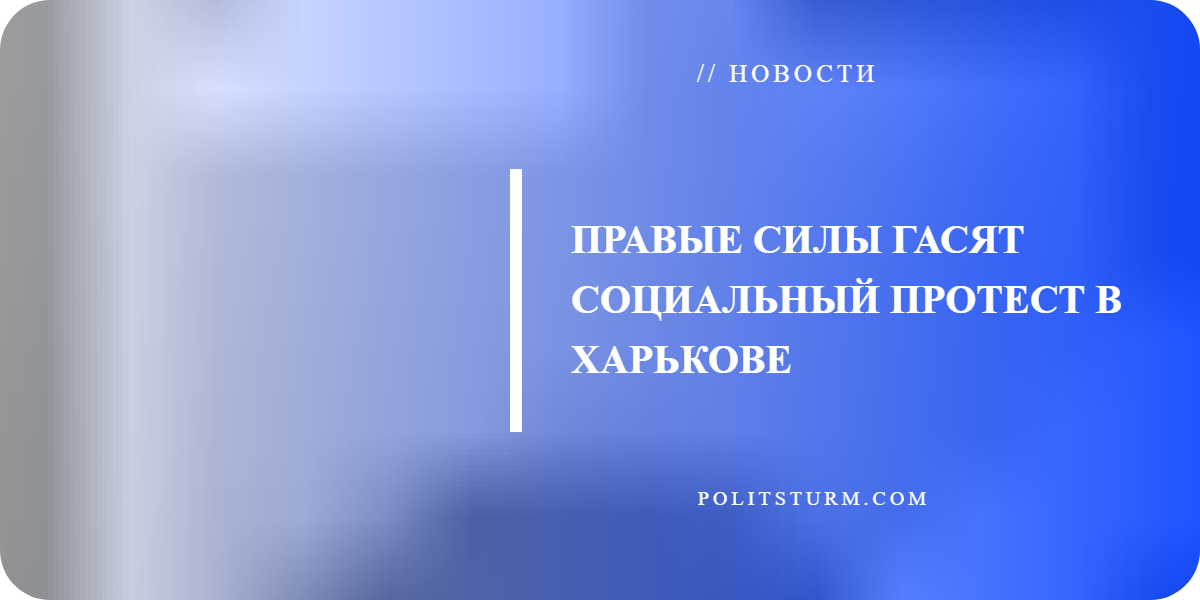 // НОВОСТИ
ПРАВЫЕ СИЛЫ ГАСЯТ
СОЦИАЛЬНЫЙ ПРОТЕСТ В
ХАРЬКОВЕ
POLITSTURM.COM